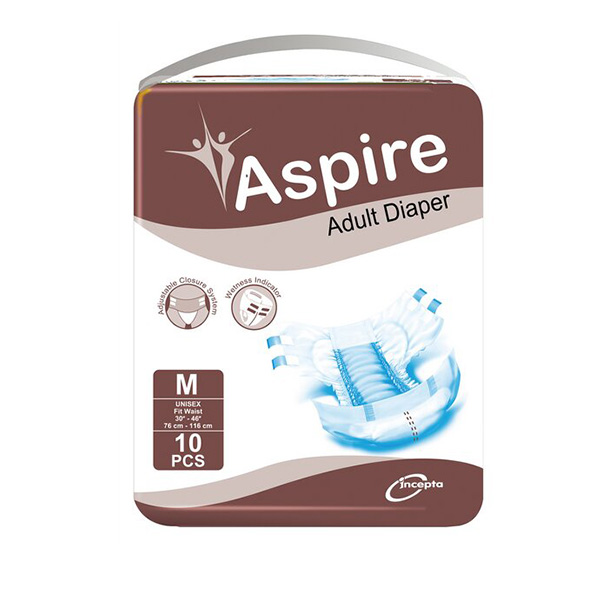 Aspire
Adult Diaper
Adjustable Closure System
Wetness Indicator
M
UNISEX
Fit Waist
30" - 46"
76 cm - 116 cm
10
PCS
incepta